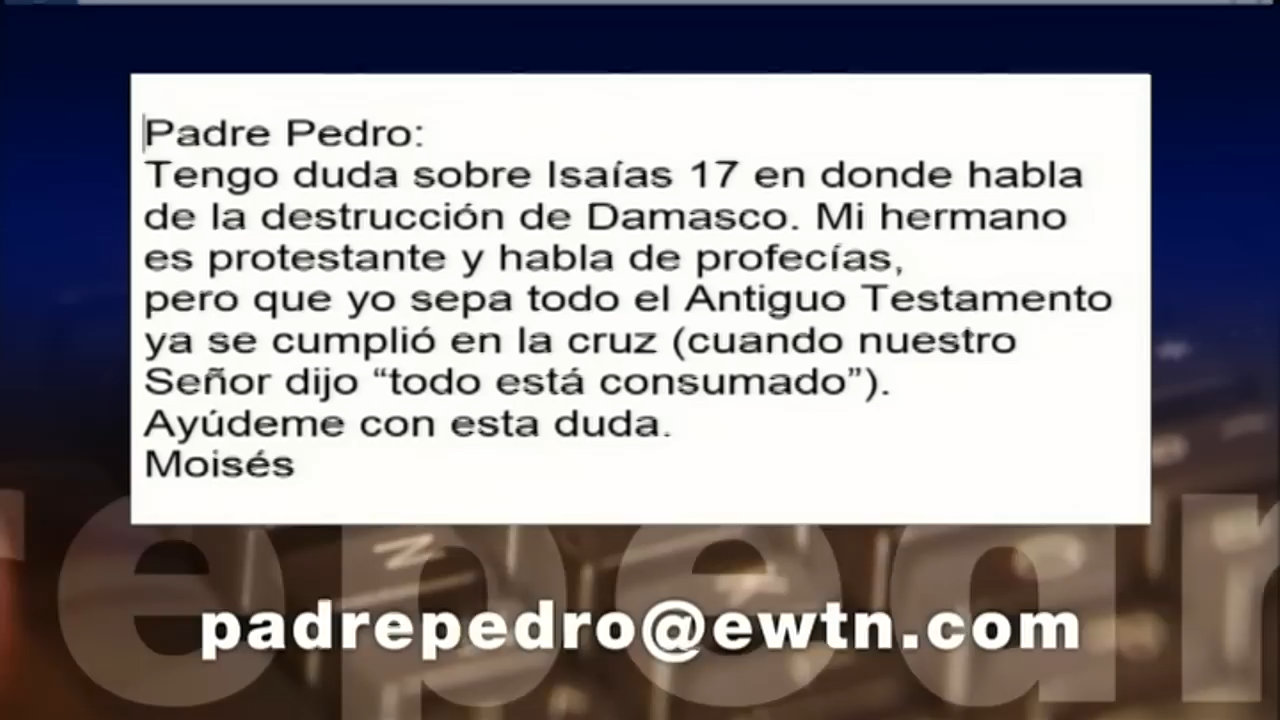 Padre Pedro:
Tengo duda sobre Isaías 17 en donde habla
de la destrucción de Damasco. Mi hermano
es protestante y habla de profecías,
pero que yo sepa todo el Antiguo Testamento
ya se cumplió en la cruz (cuando nuestro
Señor dijo “todo está consumado”).
Ayúdeme con esta duda.
Moisés
epedr
padrepedro@ewtn.com